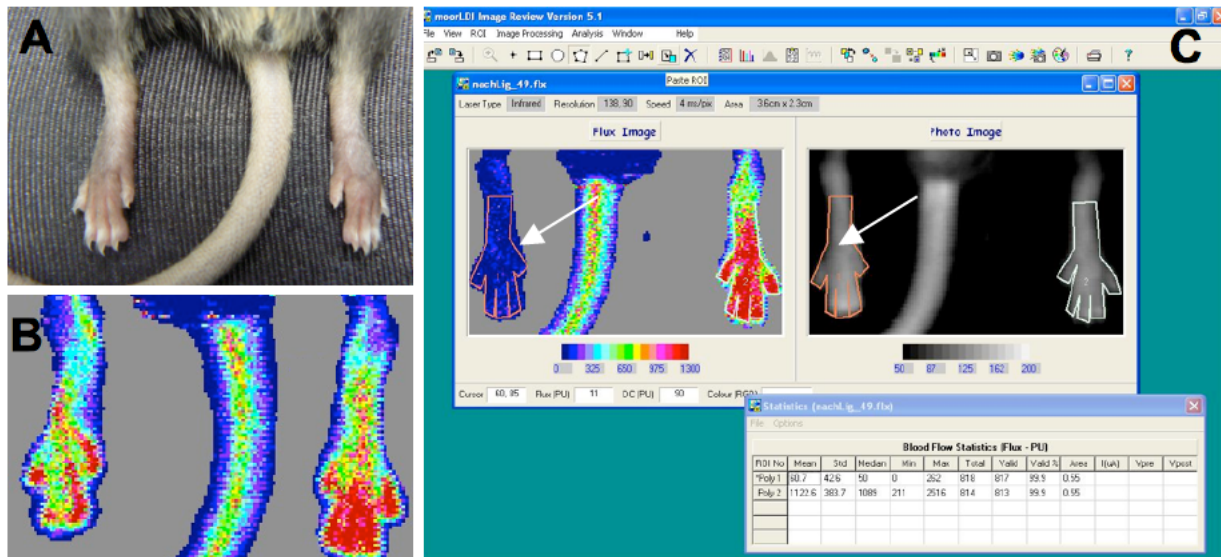 A
B
C
moorLDI Image Review Version 5.1
File View ROI Image Processing Analysis Window Help
Paste ROI
nachLig_49.flx
Laser Type Infrared Resolution 138, 90 Speed 4 ms/pix Area 3.6cm x 2.3cm
Flux Image Photo Image
2
0 325 650 975 1300
50 87 125 162 200
Cursor 60, 85 Flux (PU) 11 DC (PU) 90 Colour (RGB)
Statistics (nachLig_49.flx)
File Options
Blood Flow Statistics (Flux - PU)
ROI No Mean Std Median Min Max Total Valid Valid % Area I(uA) Vpre Vpost
*Poly 1 60.7 42.6 50 0 262 818 817 99.9 0.55
Poly 2 1122.6 383.7 1089 211 2516 814 813 99.9 0.55